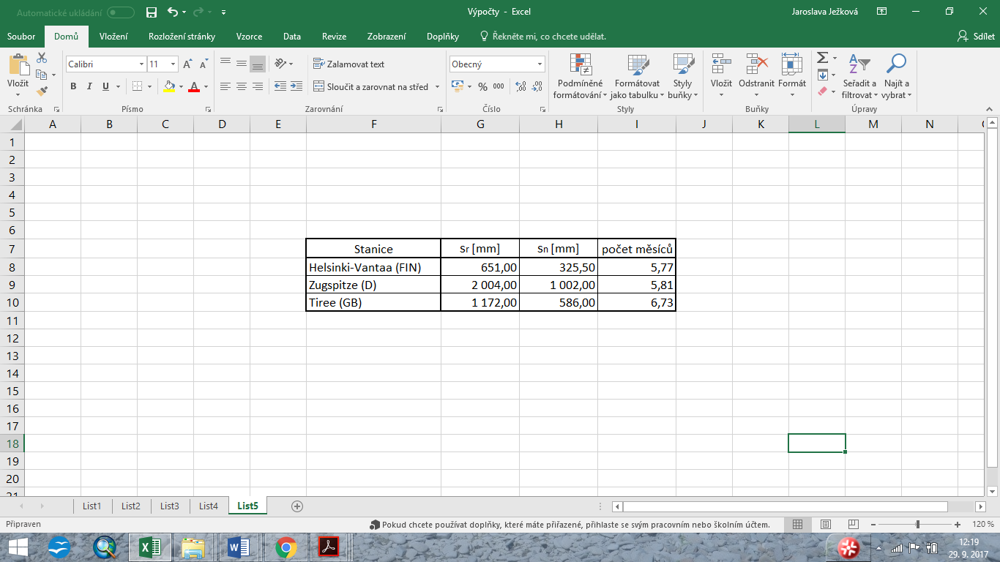 Automatické ukládání
Výpočty - Excel
Jaroslava Ježková
Soubor Domů Vložení Rozložení stránky Vzorce Data Revize Zobrazení Doplňky Řekněte mi, co chcete udělat. Sdílet
Calibri 11 Zalamovat text Obecný
Vložit B I U A Sloučit a zarovnat na střed % 000 Podmíněné formátování Formátovat jako tabulku Styly buňky Vložit Odstranit Formát Seřadit a filtrovat Najít a vybrat
Schránka Písmo Zarovnání Číslo Styly Buňky Úpravy
A B C D E F G H I J K L M N
1
2
3
4
5
6
7 Stanice sr [mm] sn [mm] počet měsíců
8 Helsinki-Vantaa (FIN) 651,00 325,50 5,77
9 Zugspitze (D) 2 004,00 1 002,00 5,81
10 Tiree (GB) 1 172,00 586,00 6,73
11
12
13
14
15
16
17
18
19
20
21
List1 List2 List3 List4 List5
Připraven Pokud chcete používat doplňky, které máte přiřazené, přihlaste se svým pracovním nebo školním účtem. 120 %
12:19
29. 9. 2017